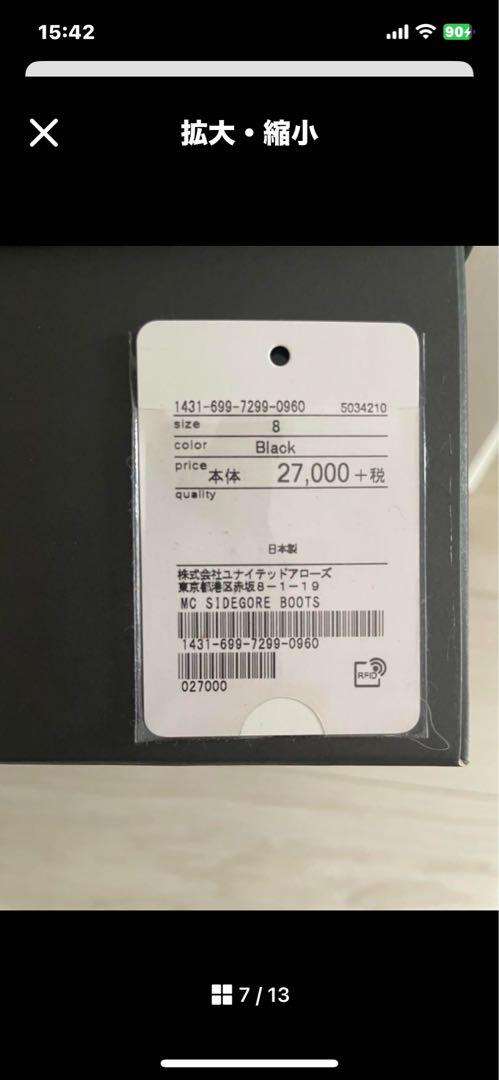 15:42
90
拡大・縮小
1431-699-7299-0960 5034210
size 8
color Black
price 本体 27,000+税
quality
日本製
株式会社ユナイテッドアローズ
東京都港区赤坂8-1-19
MC SIDEGORE BOOTS
1431-699-7299-0960
027000
RFID
7 / 13